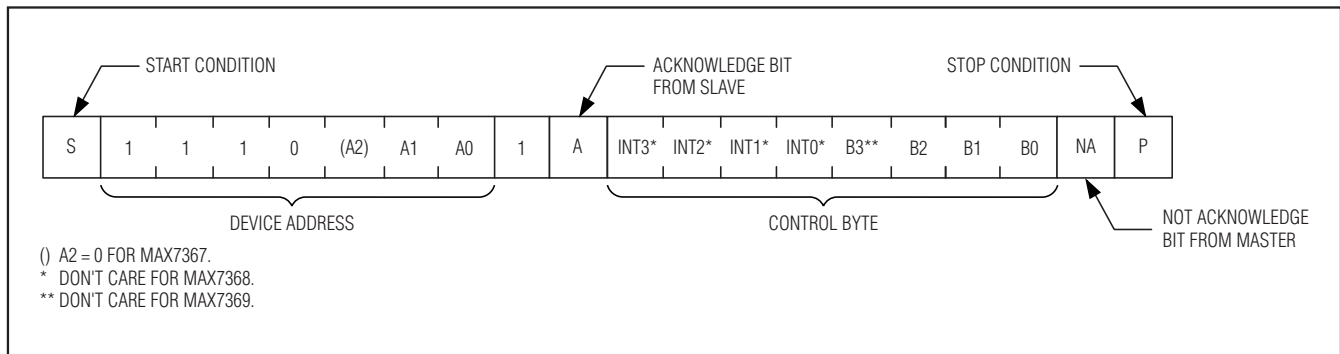 START CONDITION
ACKNOWLEDGE BIT
FROM SLAVE
STOP CONDITION
S 1 1 1 0 (A2) A1 A0 1 A INT3* INT2* INT1* INT0* B3** B2 B1 B0 NA P
DEVICE ADDRESS
CONTROL BYTE
NOT ACKNOWLEDGE
BIT FROM MASTER
() A2 = 0 FOR MAX7367.
* DON'T CARE FOR MAX7368.
** DON'T CARE FOR MAX7369.